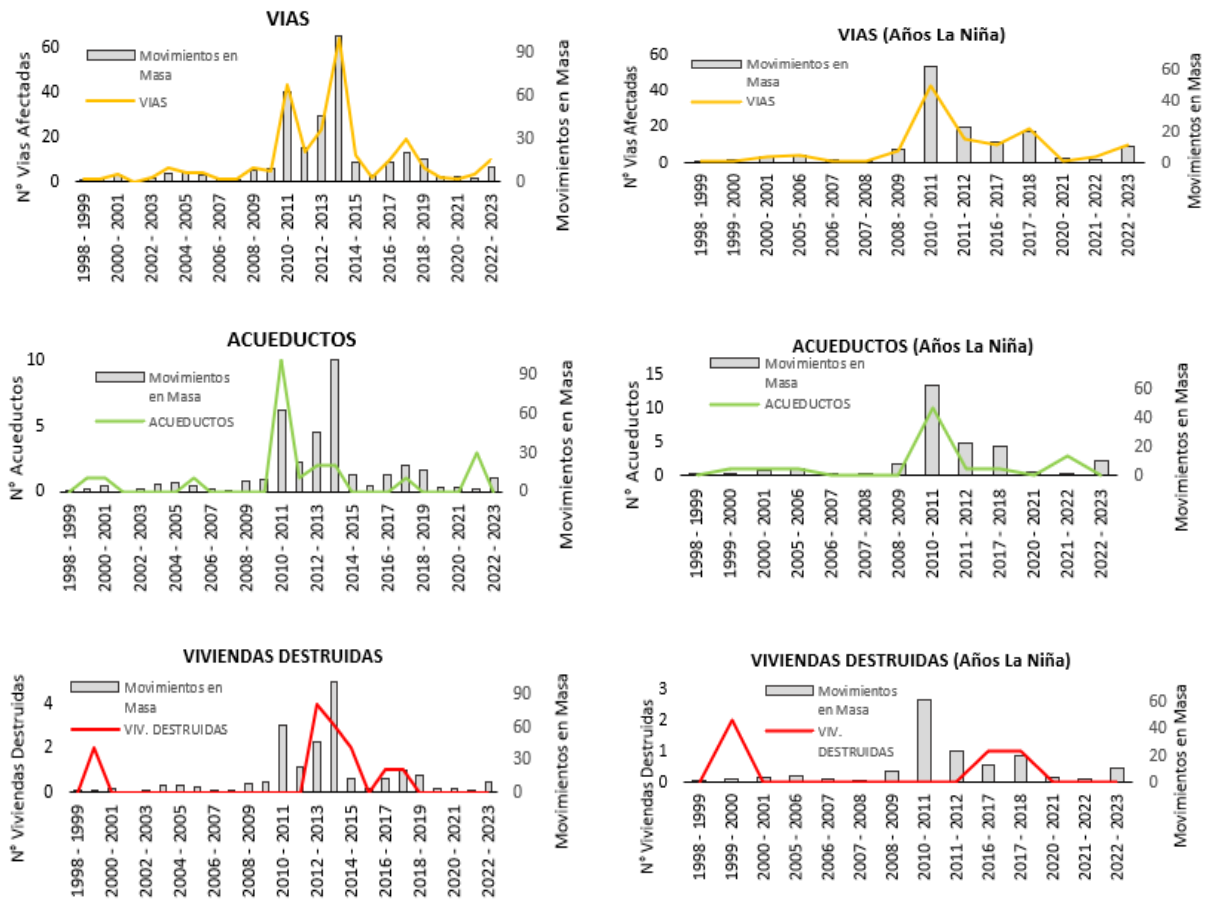 VIAS
N° Vias Afectadas
60
40
20
0
Movimientos en
Masa
VIAS
90
60
30
0
Movimientos en Masa
1998 - 1999
2000 - 2001
2002 - 2003
2004 - 2005
2006 - 2007
2008 - 2009
2010 - 2011
2012 - 2013
2014 - 2015
2016 - 2017
2018 - 2019
2020 - 2021
2022 - 2023
VIAS (Años La Niña)
N° Vias Afectadas
60
40
20
0
Movimientos en
Masa
VIAS
60
40
20
0
Movimientos en Masa
1998 - 1999
1999 - 2000
2000 - 2001
2005 - 2006
2006 - 2007
2007 - 2008
2008 - 2009
2010 - 2011
2011 - 2012
2016 - 2017
2017 - 2018
2020 - 2021
2021 - 2022
2022 - 2023
ACUEDUCTOS
N° Acueductos
10
5
0
Movimientos
en Masa
ACUEDUCTOS
90
60
30
0
Movimientos en Masa
1998 - 1999
2000 - 2001
2002 - 2003
2004 - 2005
2006 - 2007
2008 - 2009
2010 - 2011
2012 - 2013
2014 - 2015
2016 - 2017
2018 - 2019
2020 - 2021
2022 - 2023
ACUEDUCTOS (Años La Niña)
N° Acueductos
15
10
5
0
Movimientos en
Masa
ACUEDUCTOS
60
40
20
0
Movimientos en Masa
1998 - 1999
1999 - 2000
2000 - 2001
2005 - 2006
2006 - 2007
2007 - 2008
2008 - 2009
2010 - 2011
2011 - 2012
2017 - 2018
2020 - 2021
2021 - 2022
2022 - 2023
VIVIENDAS DESTRUIDAS
N° Viviendas Destruidas
4
2
0
Movimientos en
Masa
VIV. DESTRUIDAS
90
60
30
0
Movimientos en Masa
1998 - 1999
2000 - 2001
2002 - 2003
2004 - 2005
2006 - 2007
2008 - 2009
2010 - 2011
2012 - 2013
2014 - 2015
2016 - 2017
2018 - 2019
2020 - 2021
2022 - 2023
VIVIENDAS DESTRUIDAS (Años La Niña)
N° Viviendas Destruidas
3
2
1
0
Movimientos
en Masa
VIV.
DESTRUIDAS
60
40
20
0
Movimientos en Masa
1998 - 1999
1999 - 2000
2000 - 2001
2005 - 2006
2006 - 2007
2007 - 2008
2008 - 2009
2010 - 2011
2011 - 2012
2016 - 2017
2017 - 2018
2020 - 2021
2021 - 2022
2022 - 2023